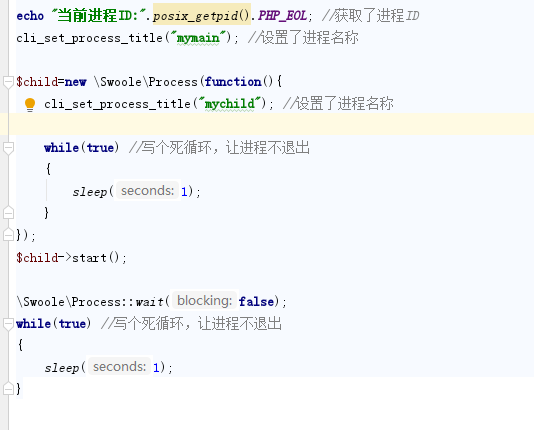 echo "当前进程ID:".posix_getpid().PHP_EOL; //获取了进程ID
cli_set_process_title("mymain"); //设置了进程名称
$child=new \Swoole\Process(function(){
cli_set_process_title("mychild"); //设置了进程名称
while(true) //写个死循环，让进程不退出
{
sleep( seconds: 1);
}
});
$child->start();
\Swoole\Process::wait( blocking: false);
while(true) //写个死循环，让进程不退出
{
sleep( seconds: 1);
}